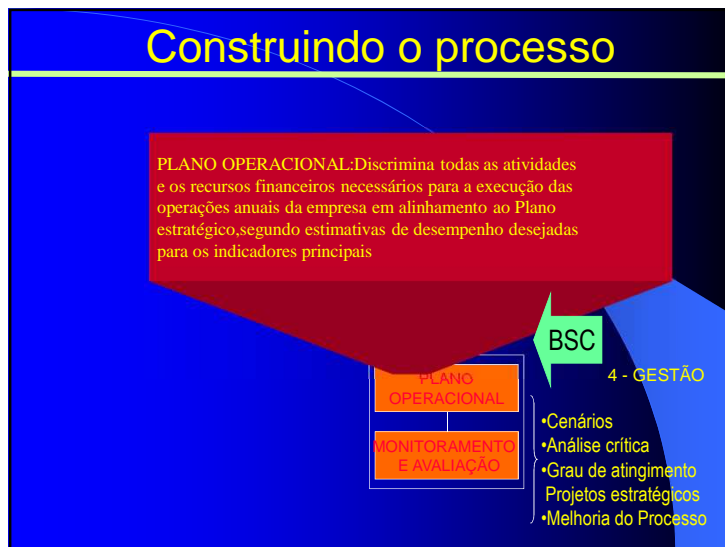 Construindo o processo
PLANO OPERACIONAL:Discrimina todas as atividades
e os recursos financeiros necessários para a execução das
operações anuais da empresa em alinhamento ao Plano
estratégico,segundo estimativas de desempenho desejadas
para os indicadores principais
BSC
4 - GESTÃO
PLANO
OPERACIONAL
MONITORAMENTO
E AVALIAÇÃO
•Cenários
•Análise crítica
•Grau de atingimento
Projetos estratégicos
•Melhoria do Processo